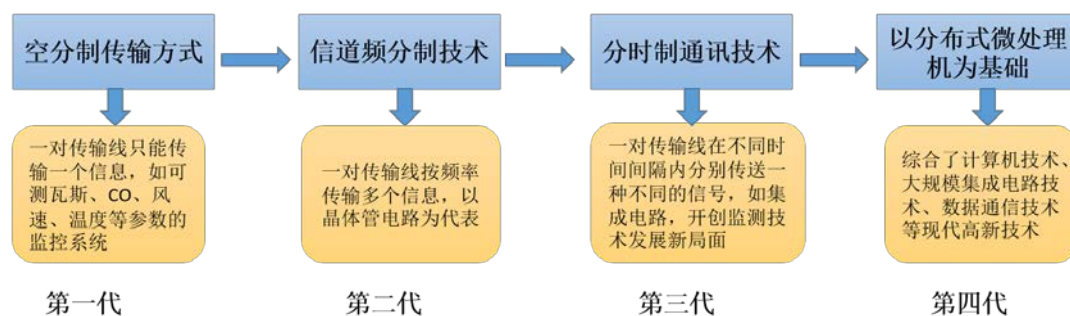 空分制传输方式
信道频分制技术
分时制通讯技术
以分布式微处理
机为基础
一对传输线只能传
输一个信息，如可
测瓦斯、CO、风
速、温度等参数的
监控系统
一对传输线按频率
传输多个信息，以
晶体管电路为代表
一对传输线在不同时
间间隔内分别传送一
种不同的信号，如集
成电路，开创监测技
术发展新局面
综合了计算机技术、
大规模集成电路技
术、数据通信技术
等现代高新技术
第一代
第二代
第三代
第四代